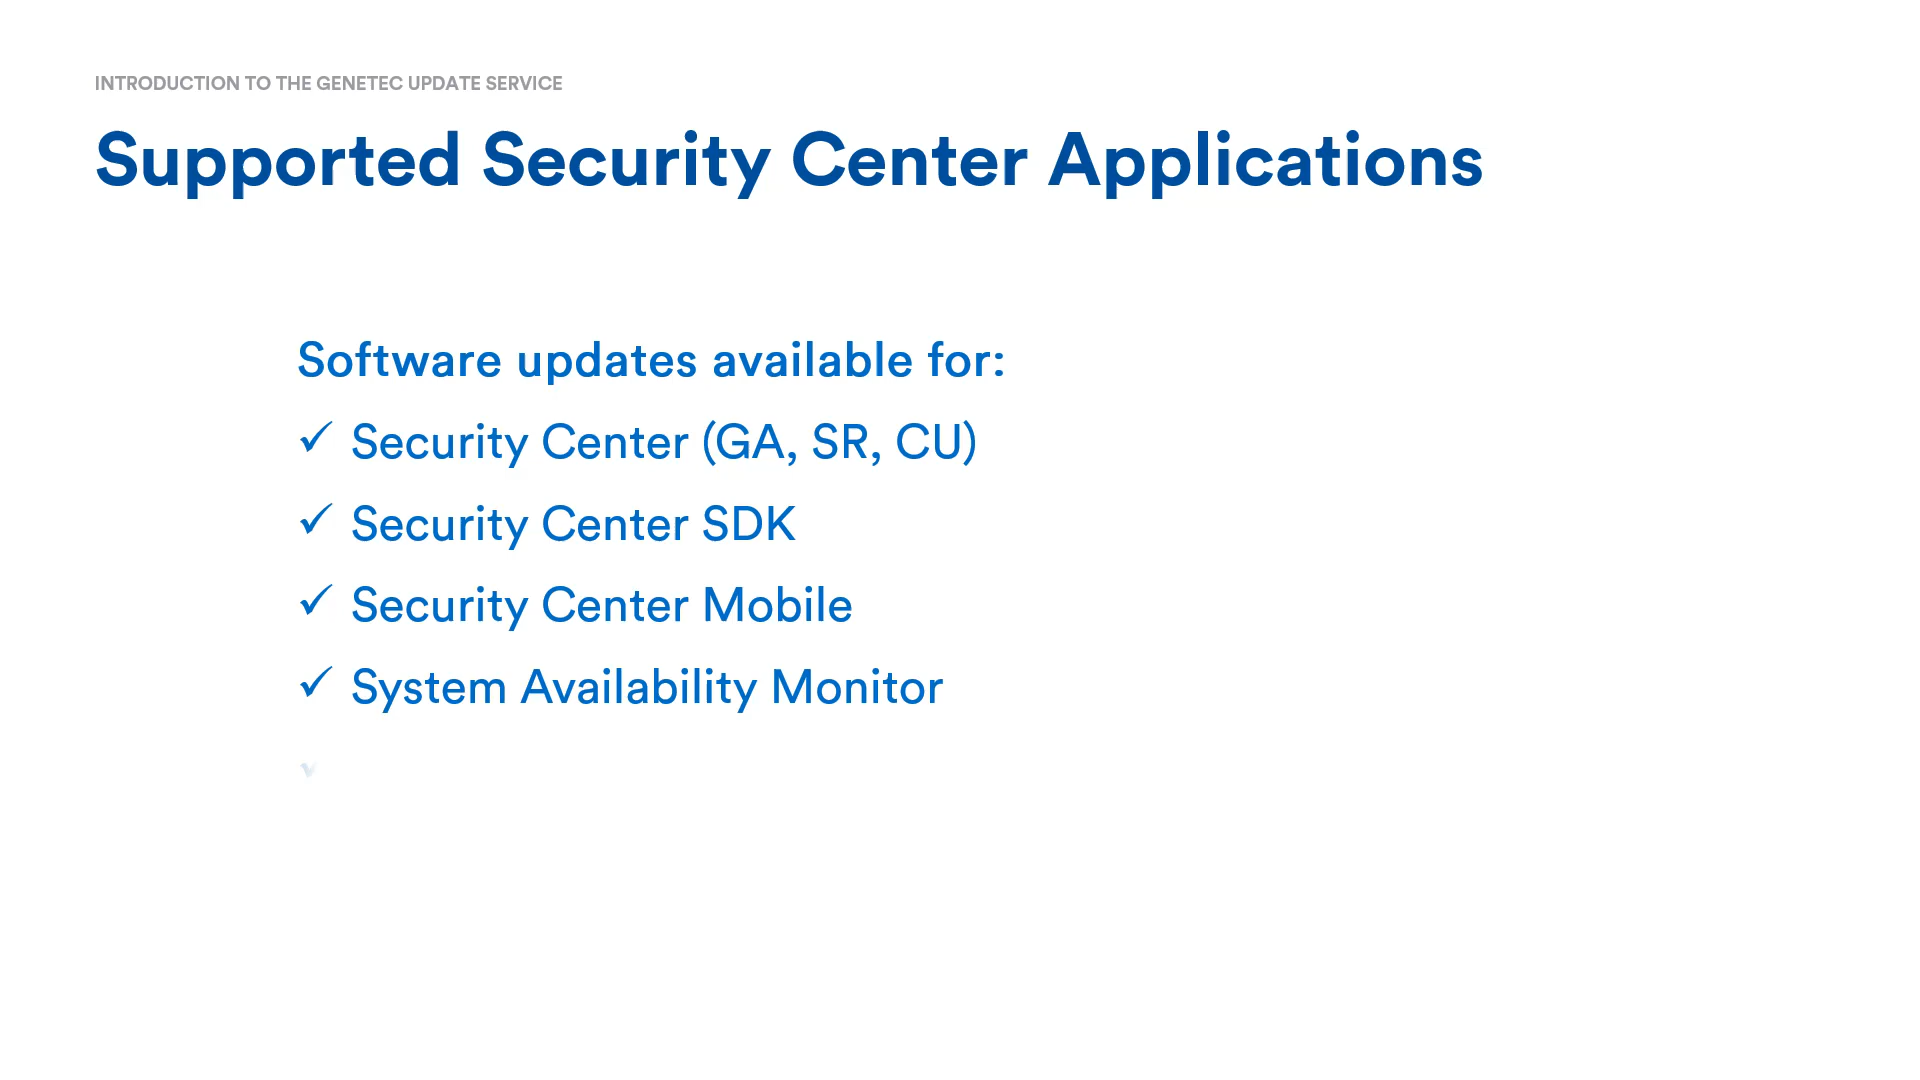 INTRODUCTION TO THE GENETEC UPDATE SERVICE
Supported Security Center Applications
Software updates available for:
✓ Security Center (GA, SR, CU)
✓ Security Center SDK
✓ Security Center Mobile
✓ System Availability Monitor